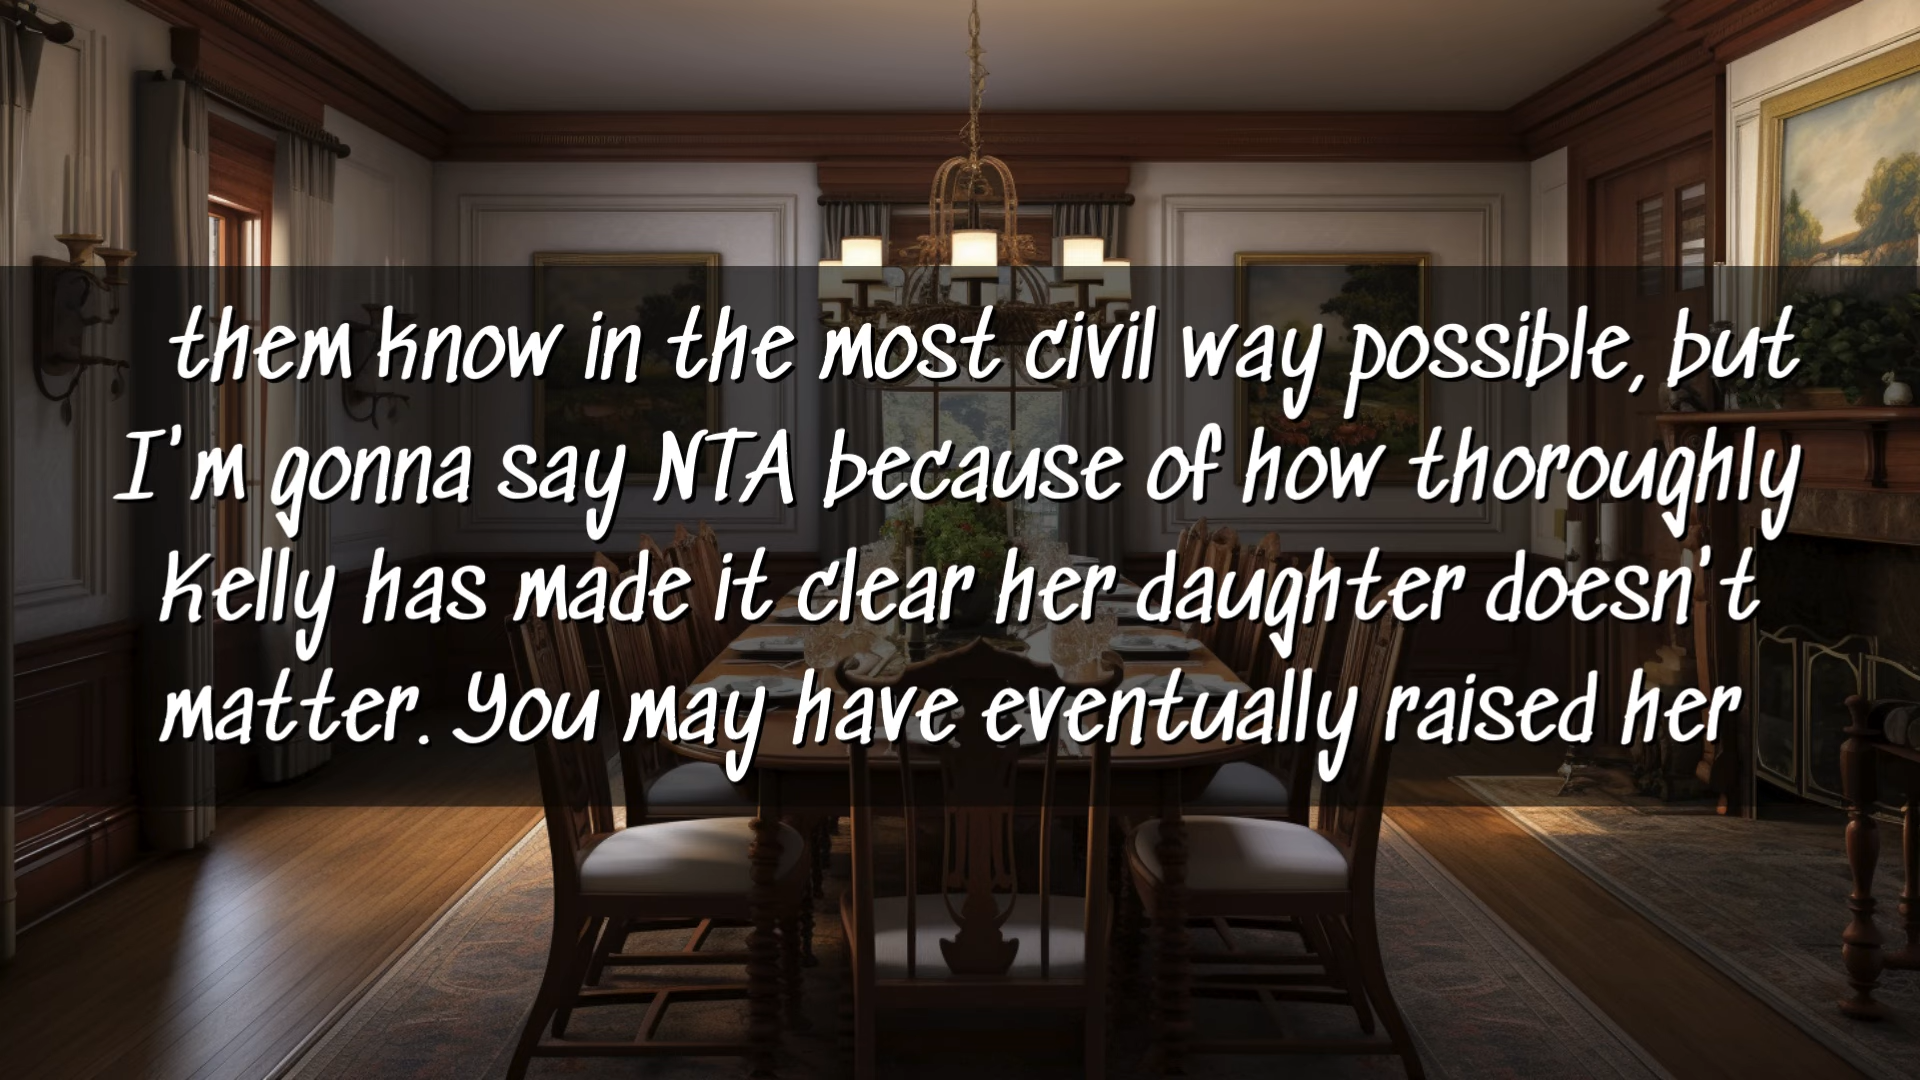 them know in the most civil way possible, but
I'm gonna say NTA because of how thoroughly
Kelly has made it clear her daughter doesn't
matter. You may have eventually raised her